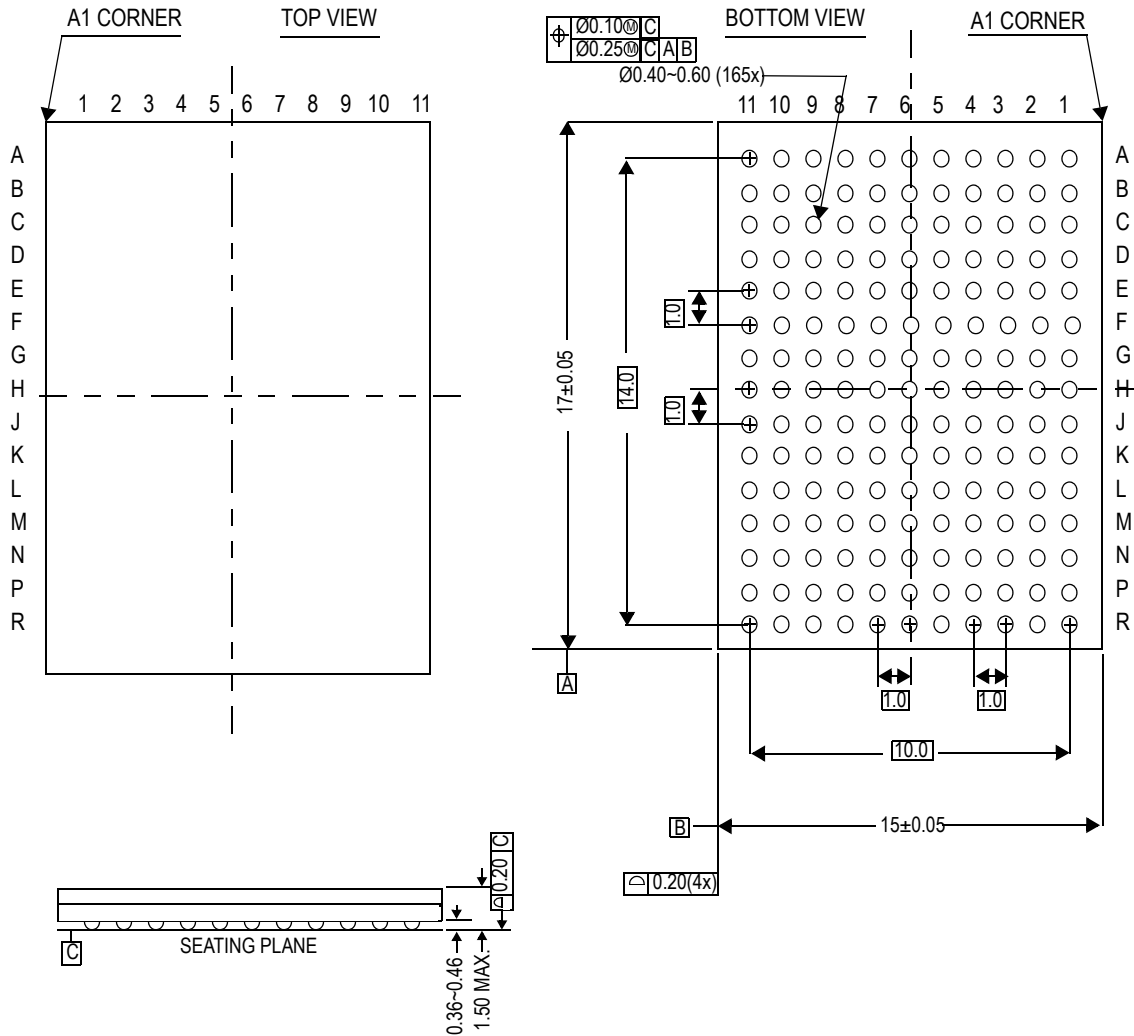 A1 CORNER
TOP VIEW
1 2 3 4 5 6 7 8 9 10 11
A
B
C
D
E
F
G
H
J
K
L
M
N
P
R
Ø0.10Ⓜ C
Ø0.25Ⓜ C A B
Ø0.40~0.60 (165x)
BOTTOM VIEW
A1 CORNER
11 10 9 8 7 6 5 4 3 2 1
A
B
C
D
E
F
G
H
J
K
L
M
N
P
R
17±0.05
14.0
1.0
1.0
A
1.0
1.0
10.0
B
15±0.05
0.20(4x)
0.20 C
C
SEATING PLANE
0.36~0.46
1.50 MAX.